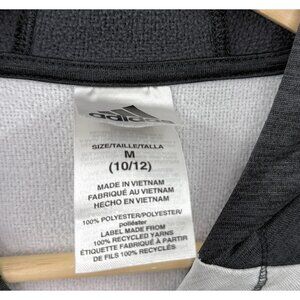 adidas
SIZE/TAILLE/TALLA
M
(10/12)
MADE IN VIETNAM
FABRIQUÉ AU VIETNAM
HECHO EN VIETNAM
100% POLYESTER/POLYESTER/
poliéster
LABEL MADE FROM
100% RECYCLED YARNS
ÉTIQUETTE FABRIQUÉE À PARTIR
DE FILS 100% RECYCLÉS